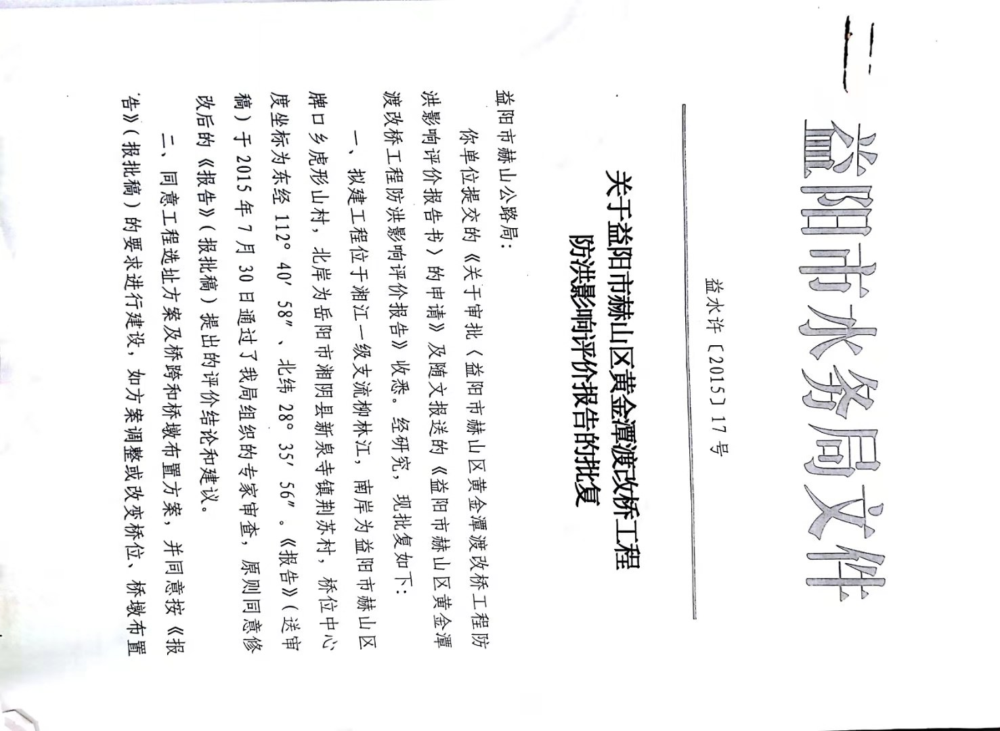 益阳市水务局文件
益水许〔2015〕17号
关于益阳市赫山区黄金潭渡改桥工程
防洪影响评价报告的批复
益阳市赫山公路局：
你单位提交的《关于审批〈益阳市赫山区黄金潭渡改桥工程防
洪影响评价报告书〉的申请》及随文报送的《益阳市赫山区黄金潭
渡改桥工程防洪影响评价报告》收悉。经研究，现批复如下：
一、拟建工程位于湘江一级支流柳林江，南岸为益阳市赫山区
牌口乡虎形山村，北岸为岳阳市湘阴县新泉寺镇荆苏村，桥位中心
度坐标为东经112°40′58″、北纬28°35′56″。《报告》（送审
稿）于2015年7月30日通过了我局组织的专家审查，原则同意修
改后的《报告》（报批稿）提出的评价结论和建议。
二、同意工程选址方案及桥跨和桥墩布置方案，并同意按《报
告》（报批稿）的要求进行建设，如方案调整或改变桥位、桥墩布置